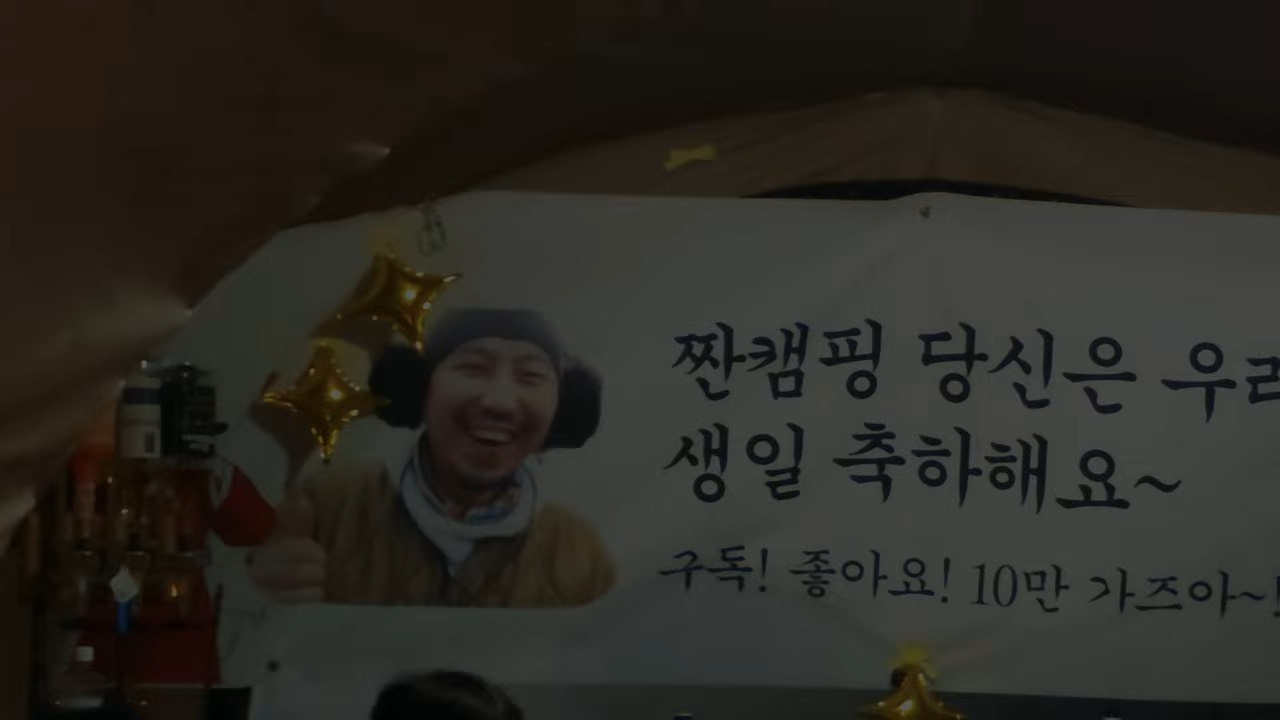 짠캠핑 당신은 우리
생일 축하해요~
구독! 좋아요! 10만 가즈아~!